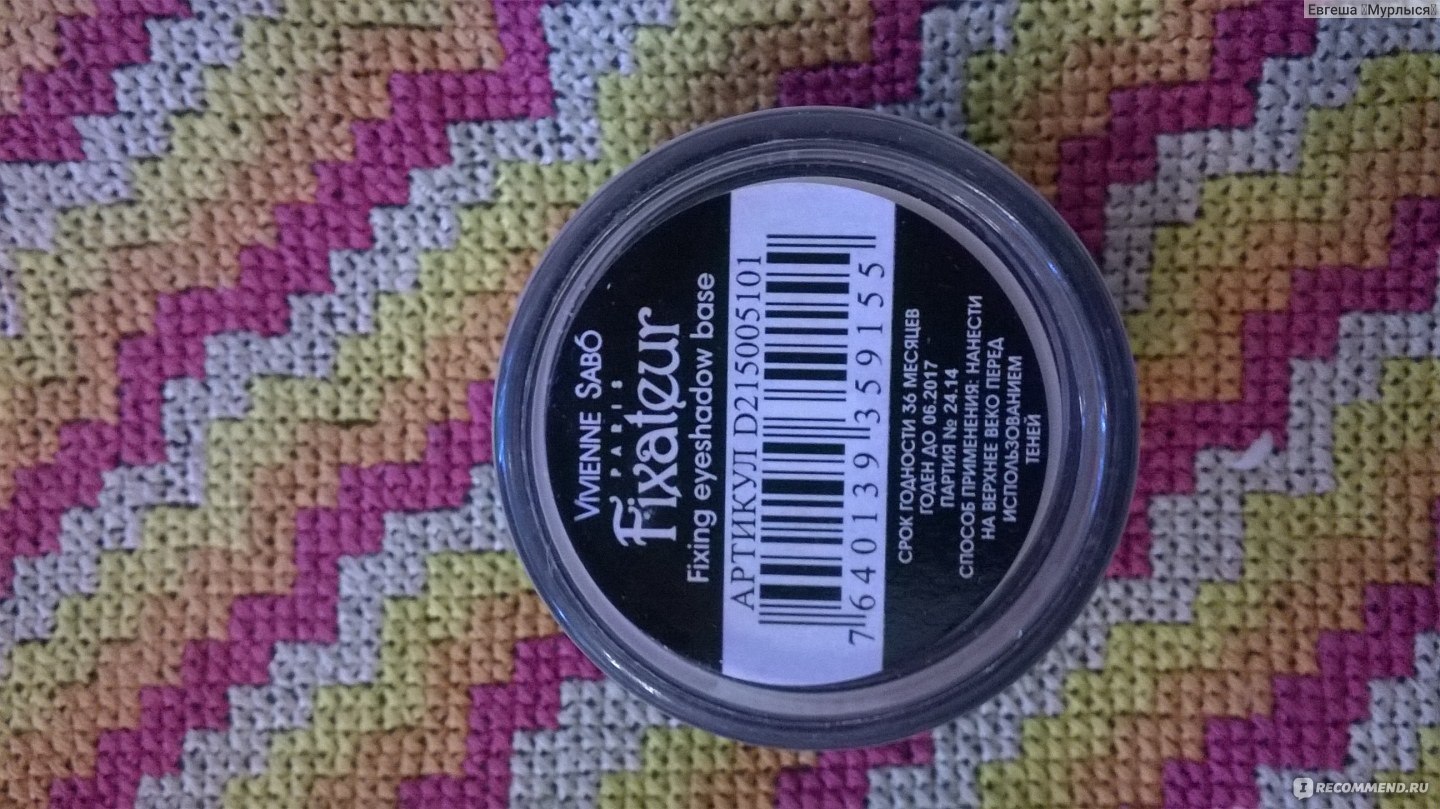 Евгеша Мурлыся
VIVIENNE SABÓ
PARIS
Fixateur
Fixing eyeshadow base
АРТИКУЛ D215005101
7 640139 359155
СРОК ГОДНОСТИ 36 МЕСЯЦЕВ
ГОДЕН ДО 06.2017
ПАРТИЯ № 24.14
СПОСОБ ПРИМЕНЕНИЯ: НАНЕСТИ
НА ВЕРХНЕЕ ВЕКО ПЕРЕД
ИСПОЛЬЗОВАНИЕМ
ТЕНЕЙ
IRECOMMEND.RU